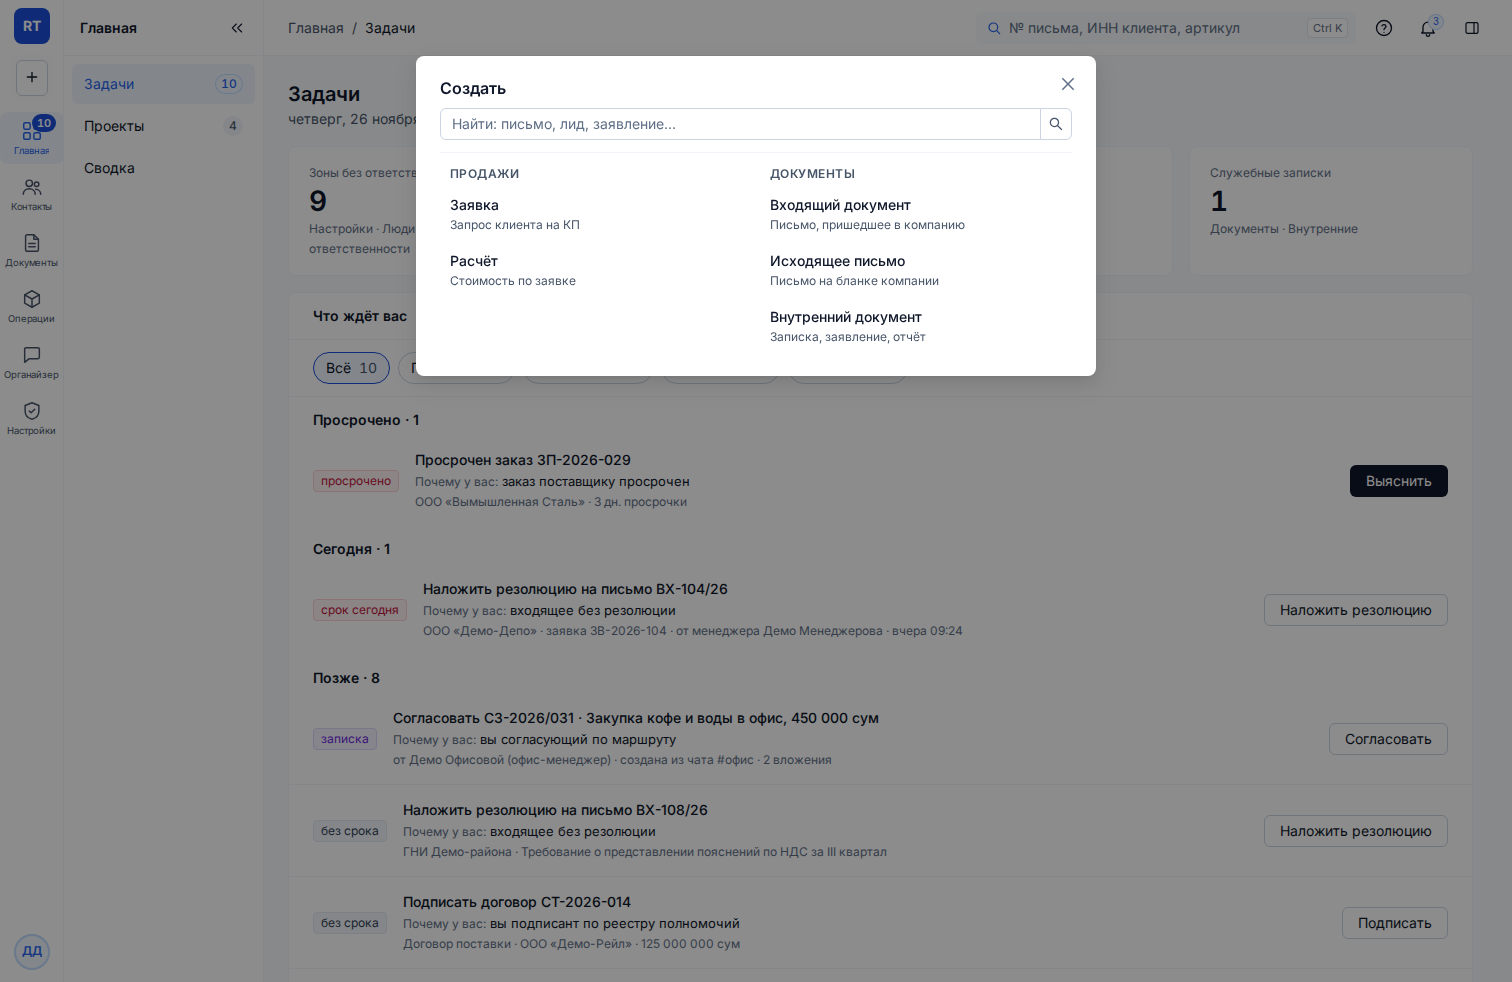 RT
Главная
Главная / Задачи
№ письма, ИНН клиента, артикул
Ctrl K
3
+
10
Главная
Контакты
Документы
Операции
Органайзер
Настройки
ДД
Задачи 10
Проекты 4
Сводка
Задачи
четверг, 26 ноября
Зоны без ответств
9
Настройки · Люди
ответственности
Служебные записки
1
Документы · Внутренние
Создать
Найти: письмо, лид, заявление...
ПРОДАЖИ
Заявка
Запрос клиента на КП
Расчёт
Стоимость по заявке
ДОКУМЕНТЫ
Входящий документ
Письмо, пришедшее в компанию
Исходящее письмо
Письмо на бланке компании
Внутренний документ
Записка, заявление, отчёт
Что ждёт вас
Всё 10
Просрочено · 1
просрочено
Просрочен заказ ЗП-2026-029
Почему у вас: заказ поставщику просрочен
ООО «Вымышленная Сталь» · 3 дн. просрочки
Выяснить
Сегодня · 1
срок сегодня
Наложить резолюцию на письмо ВХ-104/26
Почему у вас: входящее без резолюции
ООО «Демо-Депо» · заявка ЗВ-2026-104 · от менеджера Демо Менеджерова · вчера 09:24
Наложить резолюцию
Позже · 8
записка
Согласовать СЗ-2026/031 · Закупка кофе и воды в офис, 450 000 сум
Почему у вас: вы согласующий по маршруту
от Демо Офисовой (офис-менеджер) · создана из чата #офис · 2 вложения
Согласовать
без срока
Наложить резолюцию на письмо ВХ-108/26
Почему у вас: входящее без резолюции
ГНИ Демо-района · Требование о представлении пояснений по НДС за III квартал
Наложить резолюцию
без срока
Подписать договор СТ-2026-014
Почему у вас: вы подписант по реестру полномочий
Договор поставки · ООО «Демо-Рейл» · 125 000 000 сум
Подписать